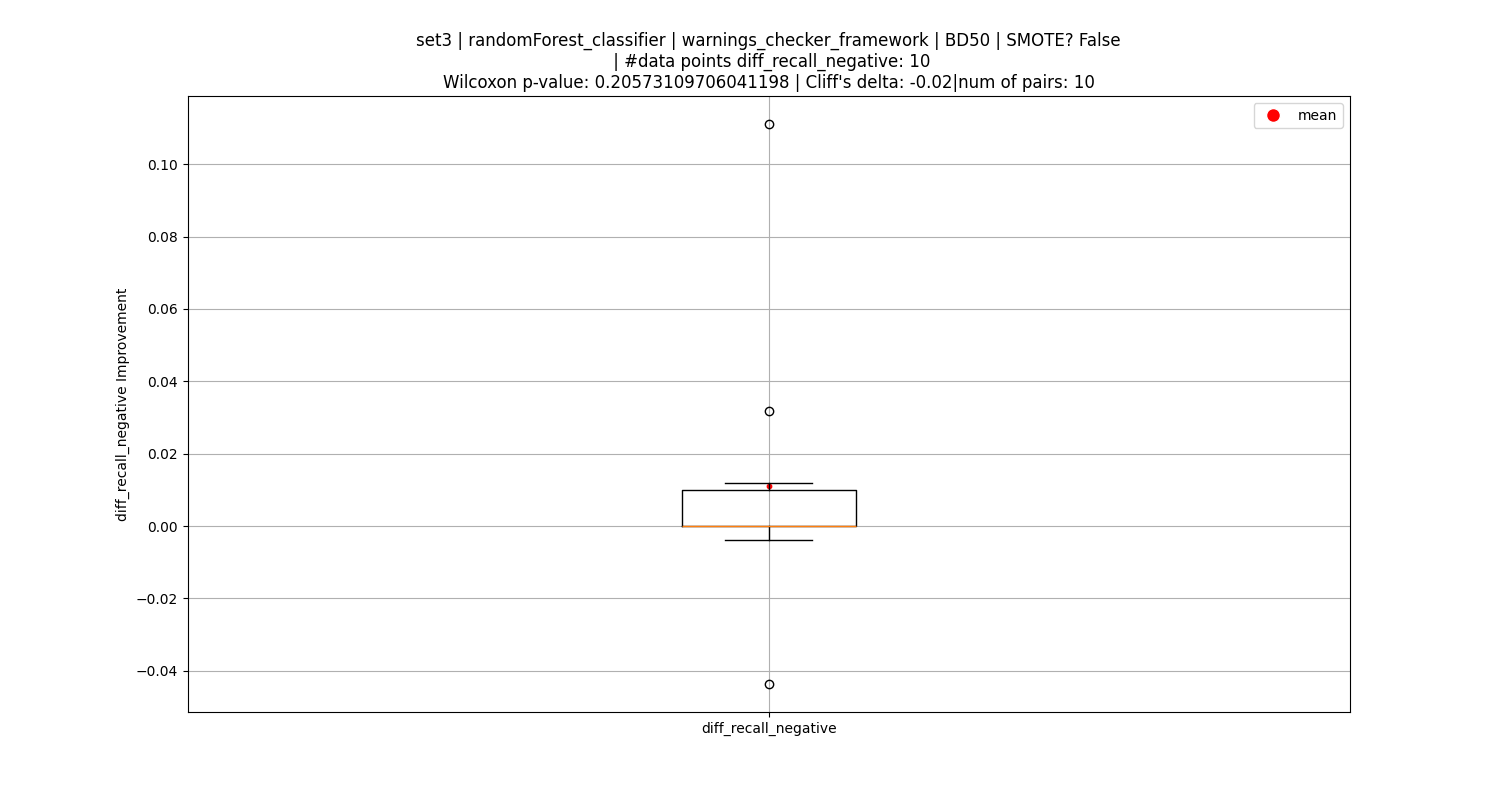 set3 | randomForest_classifier | warnings_checker_framework | BD50 | SMOTE? False
| #data points diff_recall_negative: 10
Wilcoxon p-value: 0.20573109706041198 | Cliff's delta: -0.02|num of pairs: 10
mean
0.10
0.08
0.06
0.04
0.02
0.00
−0.02
−0.04
diff_recall_negative Improvement
diff_recall_negative